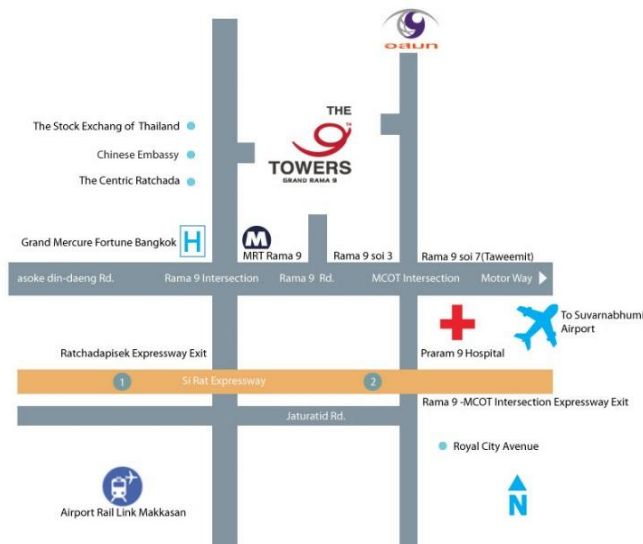 อสมท
THE
9
TOWERS
GRAND RAMA 9
The Stock Exchang of Thailand
Chinese Embassy
The Centric Ratchada
Grand Mercure Fortune Bangkok
H
M
MRT Rama 9
Rama 9 soi 3
Rama 9 soi 7(Taweemit)
asoke din-daeng Rd.
Rama 9 Intersection
Rama 9 Rd.
MCOT Intersection
Motor Way
To Suvarnabhumi
Airport
Praram 9 Hospital
Ratchadapisek Expressway Exit
1
Si Rat Expressway
2
Rama 9 -MCOT Intersection Expressway Exit
Jaturatid Rd.
Royal City Avenue
Airport Rail Link Makkasan
N